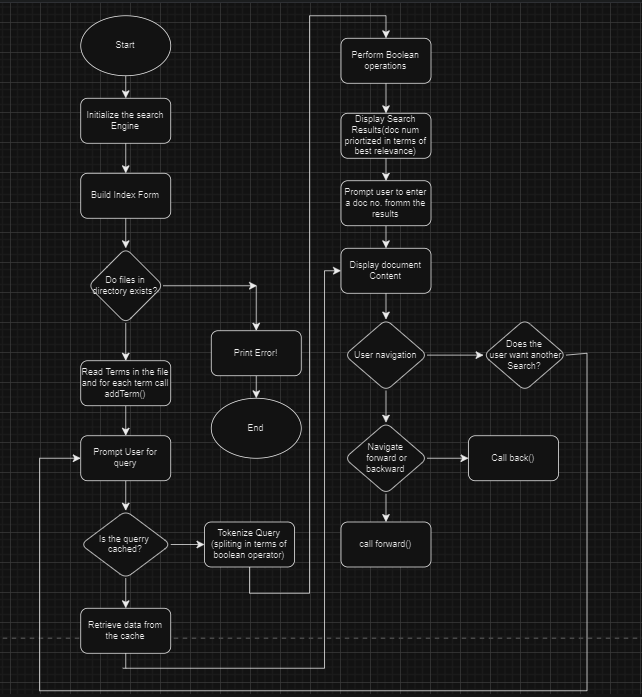 Start
Initialize the search
Engine
Build Index Form
Do files in
directory exists?
Print Error!
End
Read Terms in the file
and for each term call
addTerm()
Prompt User for
query
Is the querry
cached?
Tokenize Query
(spliting in terms of
boolean operator)
Retrieve data from
the cache
Perform Boolean
operations
Display Search
Results(doc num
priortized in terms of
best relevance)
Prompt user to enter
a doc no. fromm the
results
Display document
Content
User navigation
Does the
user want another
Search?
Navigate
forward or
backward
Call back()
call forward()